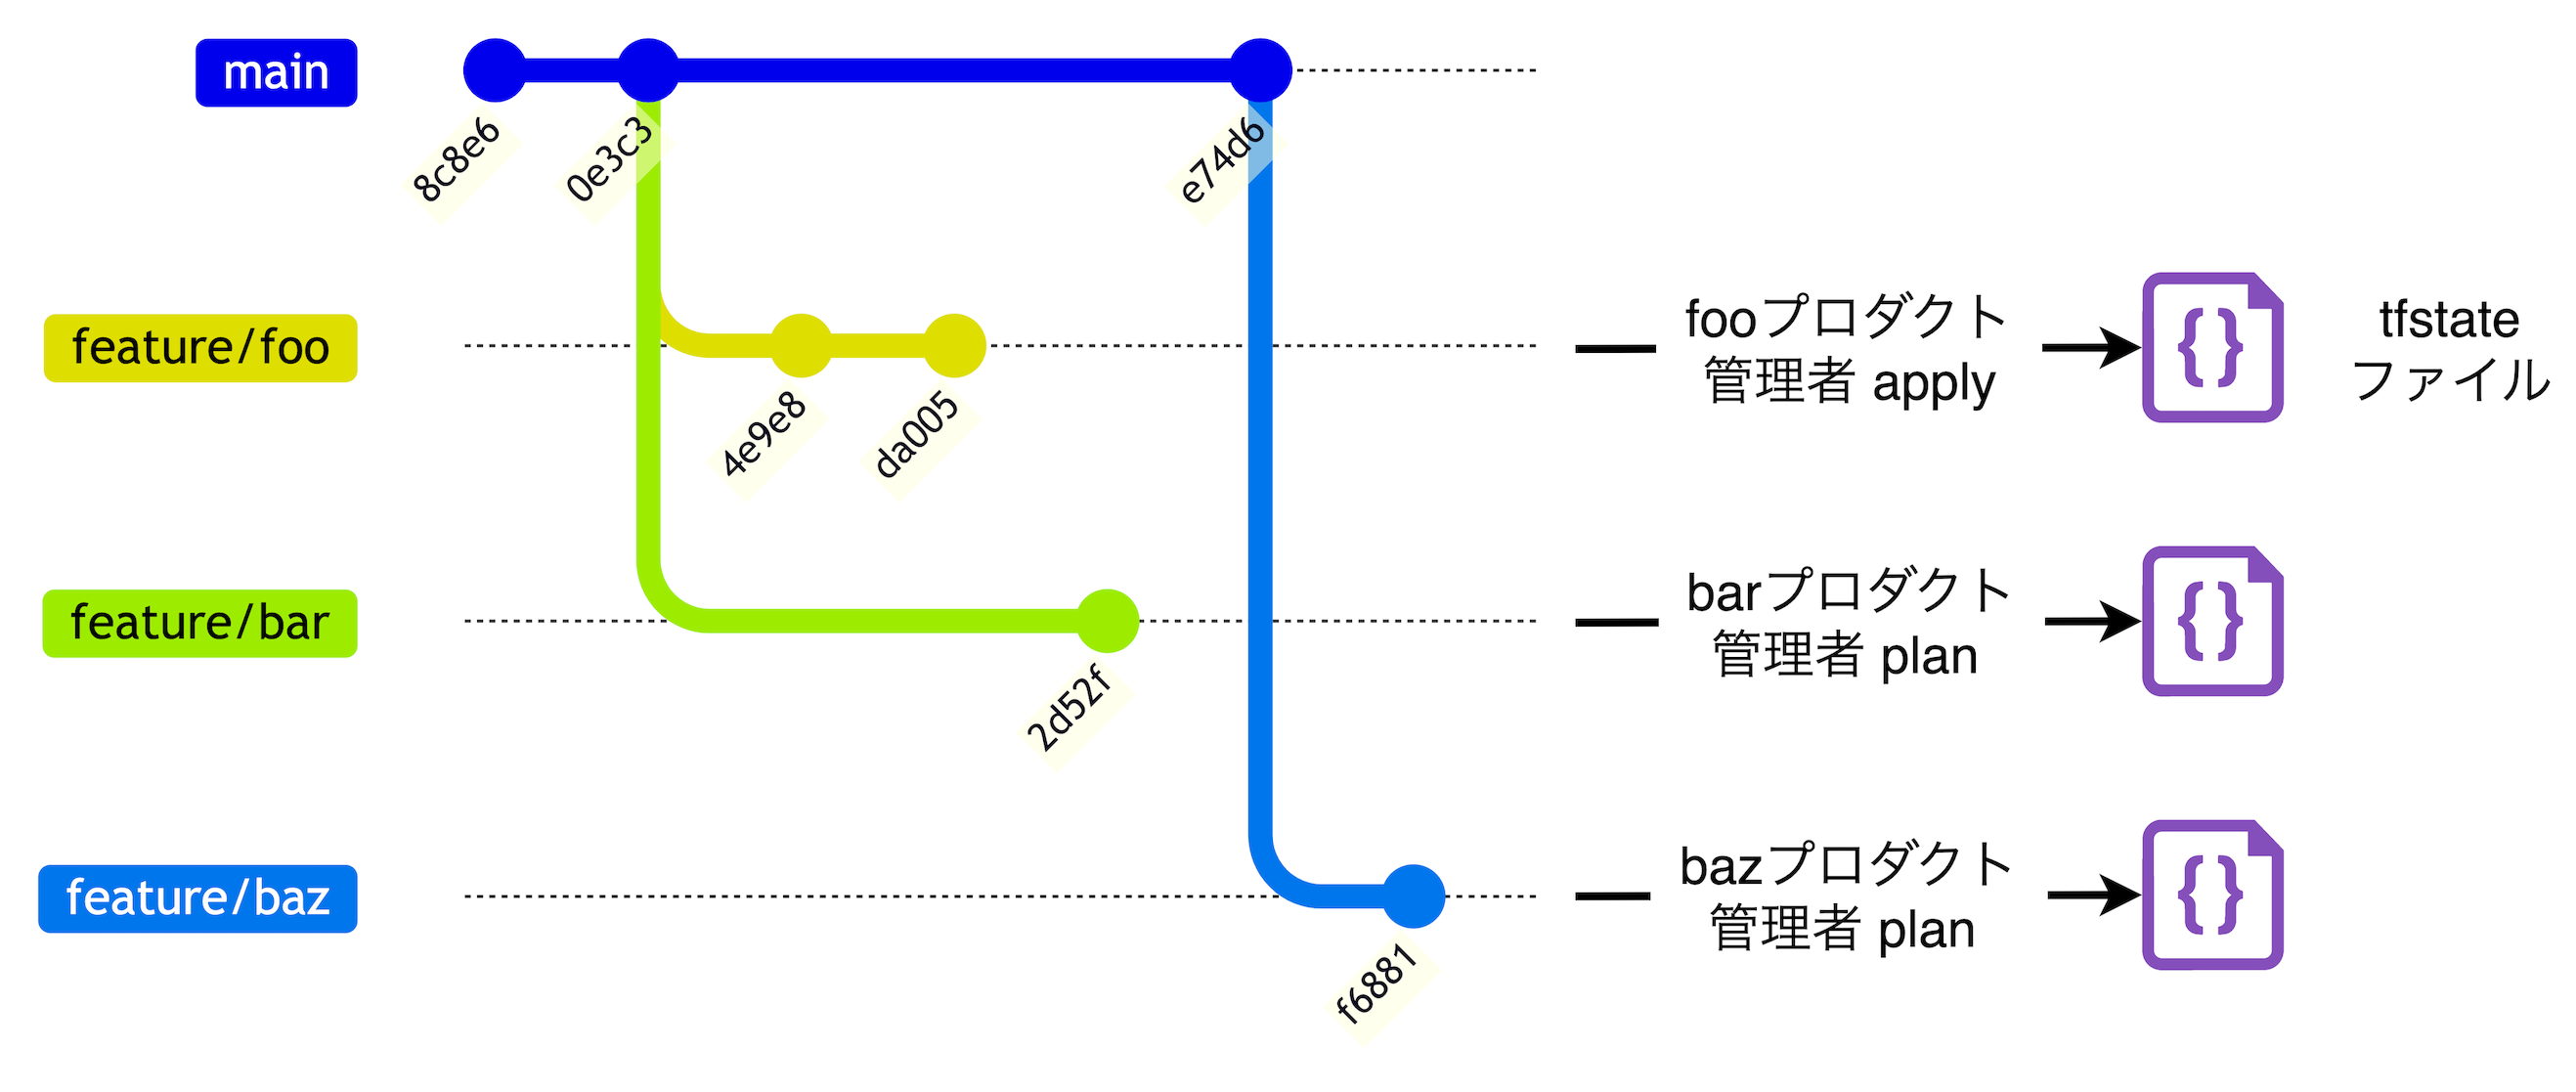 main
8c8e6
0e3c3
e74d6
feature/foo
4e9e8
da005
fooプロダクト
管理者 apply
tfstate
ファイル
feature/bar
2d52f
barプロダクト
管理者 plan
feature/baz
f6881
bazプロダクト
管理者 plan
{}
{}
{}